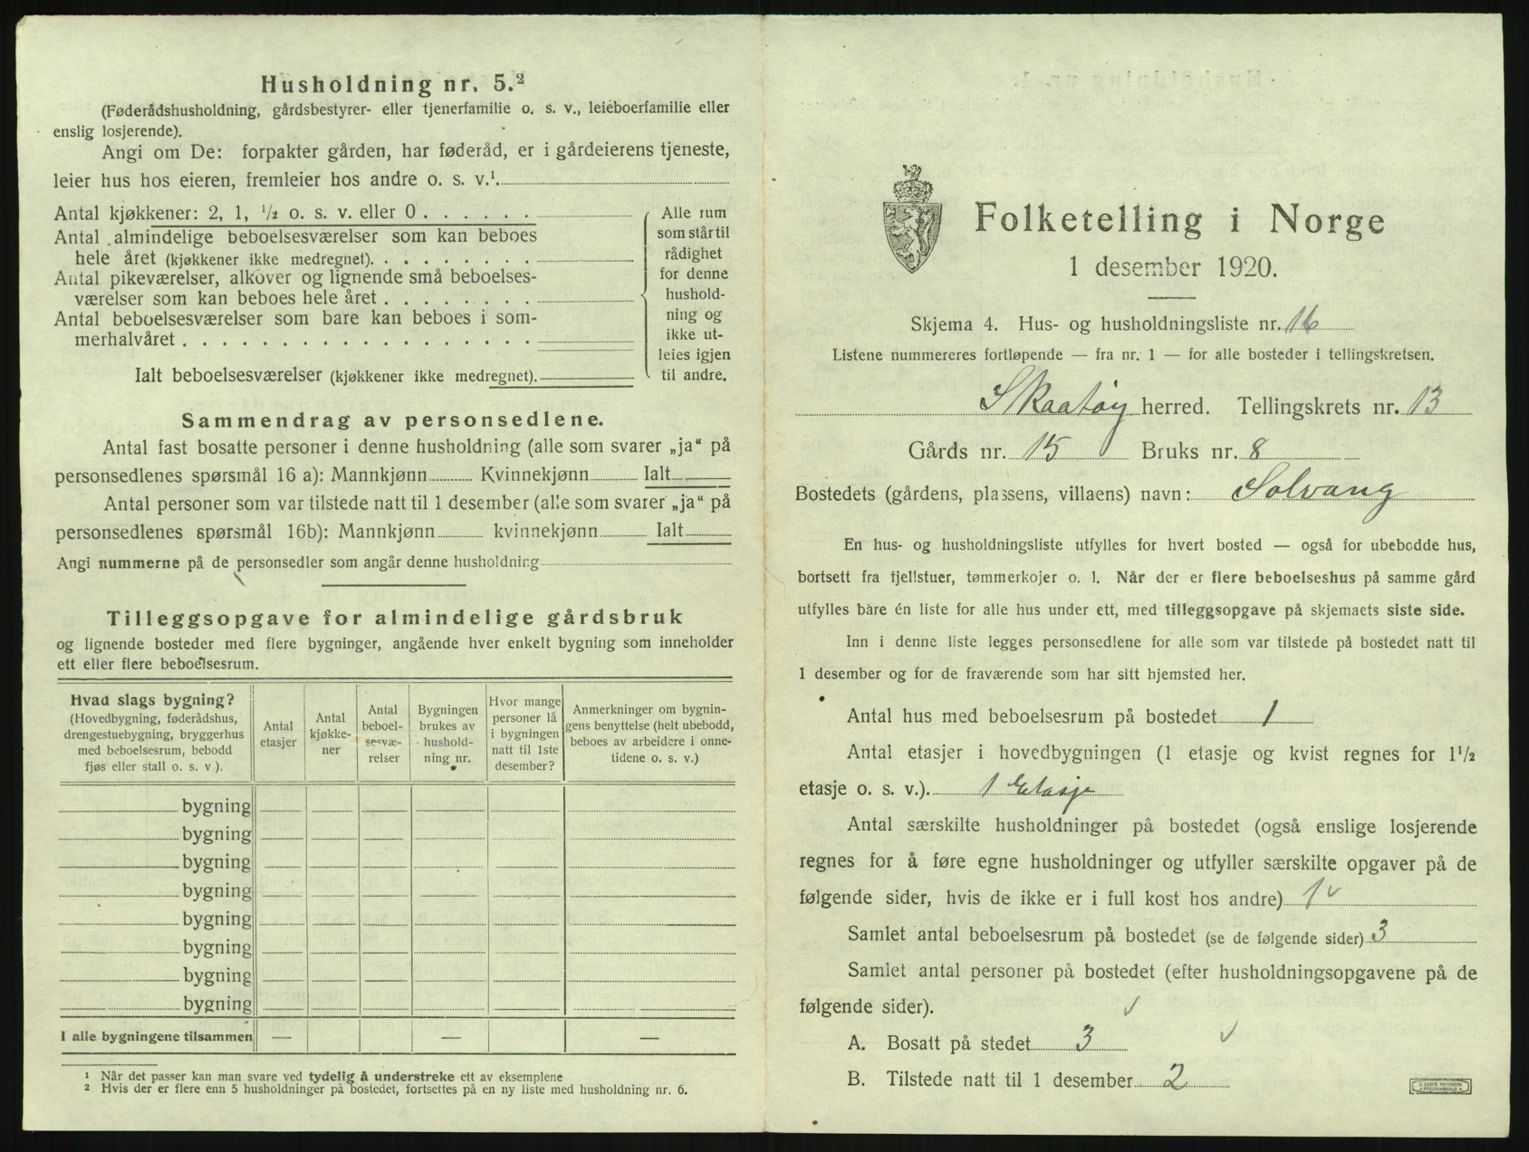 Husholdning nr. 5.²
(Føderådshusholdning, gårdsbestyrer- eller tjenerfamilie o. s. v., leieboerfamilie eller
enslig losjerende).
Angi om De: forpakter gården, har føderåd, er i gårdeierens tjeneste,
leier hus hos eieren, fremleier hos andre o. s. v.¹.
Antal kjøkkener: 2, 1, ½ o. s. v. eller 0 . . . . . .
Antal almindelige beboelsesværelser som kan beboes
hele året (kjøkkener ikke medregnet). . . . . . . . .
Antal pikeværelser, alkover og lignende små beboelses-
værelser som kan beboes hele året . . . . . . . .
Antal beboelsesværelser som bare kan beboes i som-
merhalvåret . . . . . . . . . . . . . . . . . .
Ialt beboelsesværelser (kjøkkener ikke medregnet).
Alle rum
som står til
rådighet
for denne
hushold-
ning og
ikke ut-
leies igjen
til andre.
Sammendrag av personsedlene.
Antal fast bosatte personer i denne husholdning (alle som svarer „ja“ på
personsedlenes spørsmål 16 a): Mannkjønn Kvinnekjønn Ialt
Antal personer som var tilstede natt til 1 desember (alle som svarer „ja“ på
personsedlenes spørsmål 16b): Mannkjønn kvinnekjønn Ialt
Angi nummerne på de personsedler som angår denne husholdning
Tilleggsopgave for almindelige gårdsbruk
og lignende bosteder med flere bygninger, angående hver enkelt bygning som inneholder
ett eller flere beboelsesrum.
Hvad slags bygning?
(Hovedbygning, føderådshus,
drengestuebygning, bryggerhus
med beboelsesrum, bebodd
fjøs eller stall o. s. v ).
Antal
etasjer
Antal
kjøkke-
ner
Antal
beboel-
sesvæ-
relser
Bygningen
brukes av
hushold-
ning nr.
Hvor mange
personer lå
i bygningen
natt til 1ste
desember?
Anmerkninger om bygnin-
gens benyttelse (helt ubebodd,
beboes av arbeidere i onne-
tidene o. s. v.)
bygning
bygning
bygning
bygning
bygning
bygning
bygning
bygning
I alle bygningene tilsammen — — —
¹ Når det passer kan man svare ved tydelig å understreke ett av eksemplene
² Hvis der er flere enn 5 husholdninger på bostedet, fortsettes på en ny liste med husholdning nr. 6.
Folketelling i Norge
1 desember 1920.
Skjema 4. Hus- og husholdningsliste nr. 16
Listene nummereres fortløpende — fra nr. 1 — for alle bosteder i tellingskretsen.
Skaatøy herred. Tellingskrets nr. 13
Gårds nr. 15 Bruks nr. 8
Bostedets (gårdens, plassens, villaens) navn: Solvang
En hus- og husholdningsliste utfylles for hvert bosted — også for ubebodde hus,
bortsett fra fjellstuer, tømmerkojer o. l. Når der er flere beboelseshus på samme gård
utfylles bare én liste for alle hus under ett, med tilleggsopgave på skjemaets siste side.
Inn i denne liste legges personsedlene for alle som var tilstede på bostedet natt til
1 desember og for de fraværende som har sitt hjemsted her.
Antal hus med beboelsesrum på bostedet 1
Antal etasjer i hovedbygningen (1 etasje og kvist regnes for 1½
etasje o. s. v.). 1 Etasje
Antal særskilte husholdninger på bostedet (også enslige losjerende
regnes for å føre egne husholdninger og utfyller særskilte opgaver på de
følgende sider, hvis de ikke er i full kost hos andre) 1 ✓
Samlet antal beboelsesrum på bostedet (se de følgende sider) 3
Samlet antal personer på bostedet (efter husholdningsopgavene på de
følgende sider). ✓
A. Bosatt på stedet 3 ✓
B. Tilstede natt til 1 desember 2